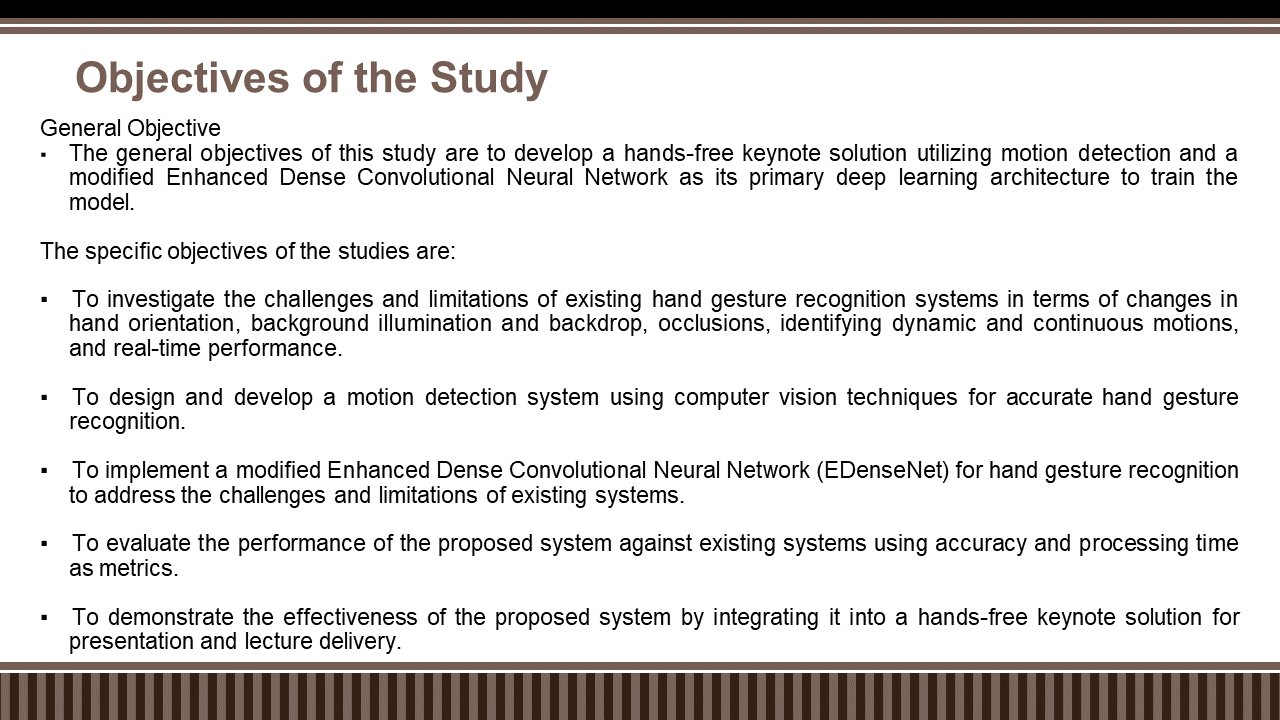 Objectives of the Study
General Objective
▪ The general objectives of this study are to develop a hands-free keynote solution utilizing motion detection and a
modified Enhanced Dense Convolutional Neural Network as its primary deep learning architecture to train the
model.
The specific objectives of the studies are:
▪ To investigate the challenges and limitations of existing hand gesture recognition systems in terms of changes in
hand orientation, background illumination and backdrop, occlusions, identifying dynamic and continuous motions,
and real-time performance.
▪ To design and develop a motion detection system using computer vision techniques for accurate hand gesture
recognition.
▪ To implement a modified Enhanced Dense Convolutional Neural Network (EDenseNet) for hand gesture recognition
to address the challenges and limitations of existing systems.
▪ To evaluate the performance of the proposed system against existing systems using accuracy and processing time
as metrics.
▪ To demonstrate the effectiveness of the proposed system by integrating it into a hands-free keynote solution for
presentation and lecture delivery.